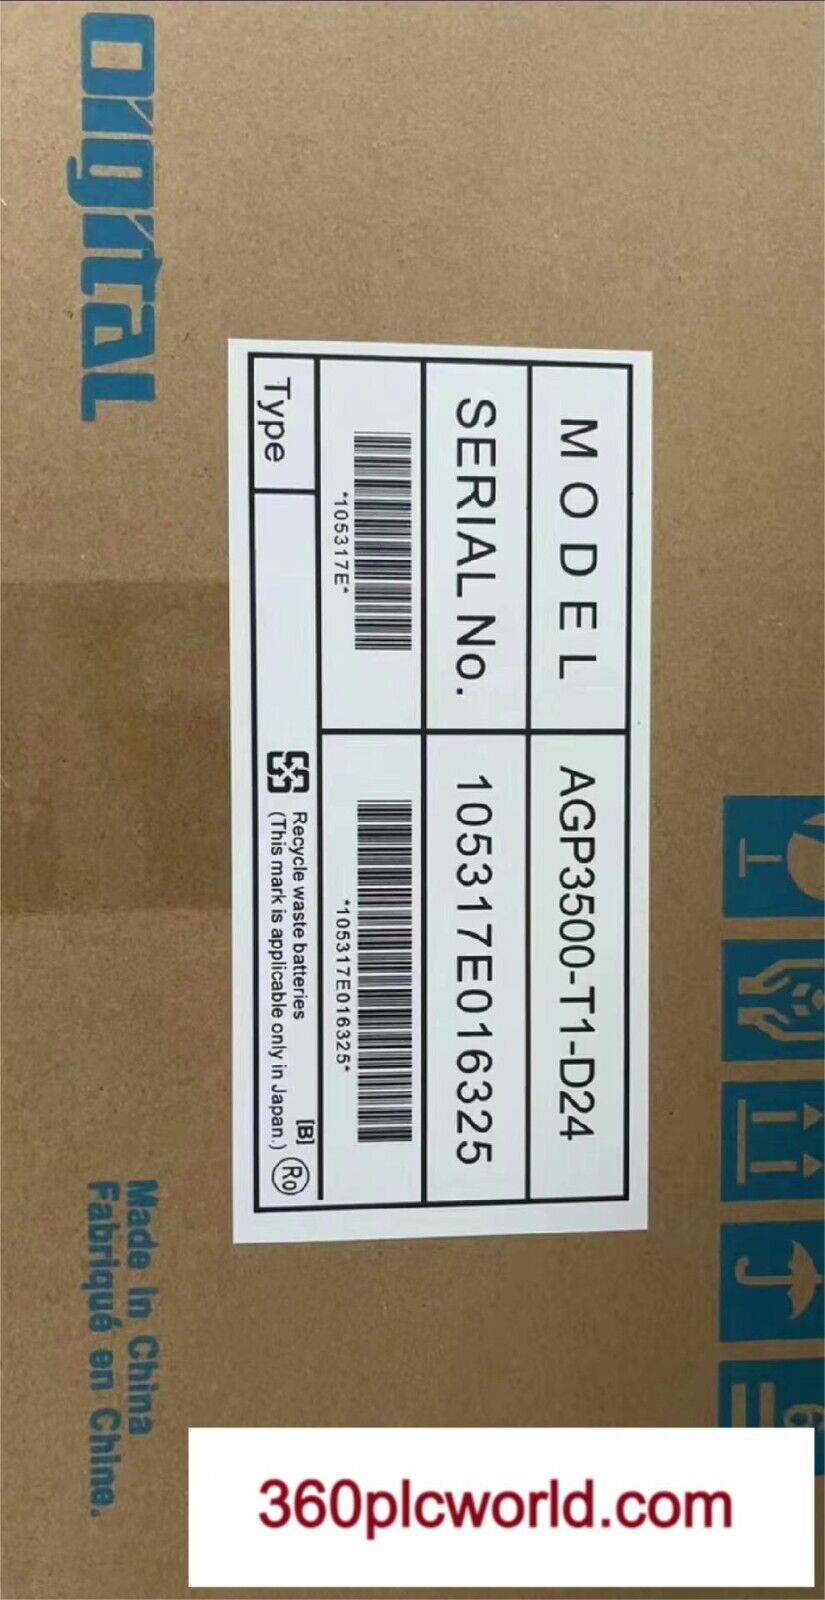 DIGITAL
MODEL AGP3500-T1-D24
SERIAL No. 105317E016325
*105317E* *105317E016325*
Type
Recycle waste batteries [B]
(This mark is applicable only in Japan.) Ro
Made in China
Fabriqué en Chine.
6
360plcworld.com